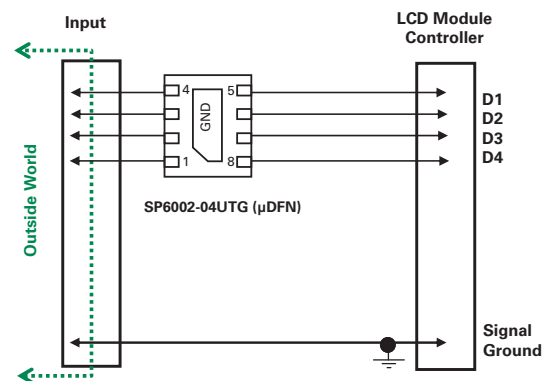 Input
LCD Module
Controller
4
5
GND
1
8
D1
D2
D3
D4
SP6002-04UTG (μDFN)
Outside World
Signal
Ground